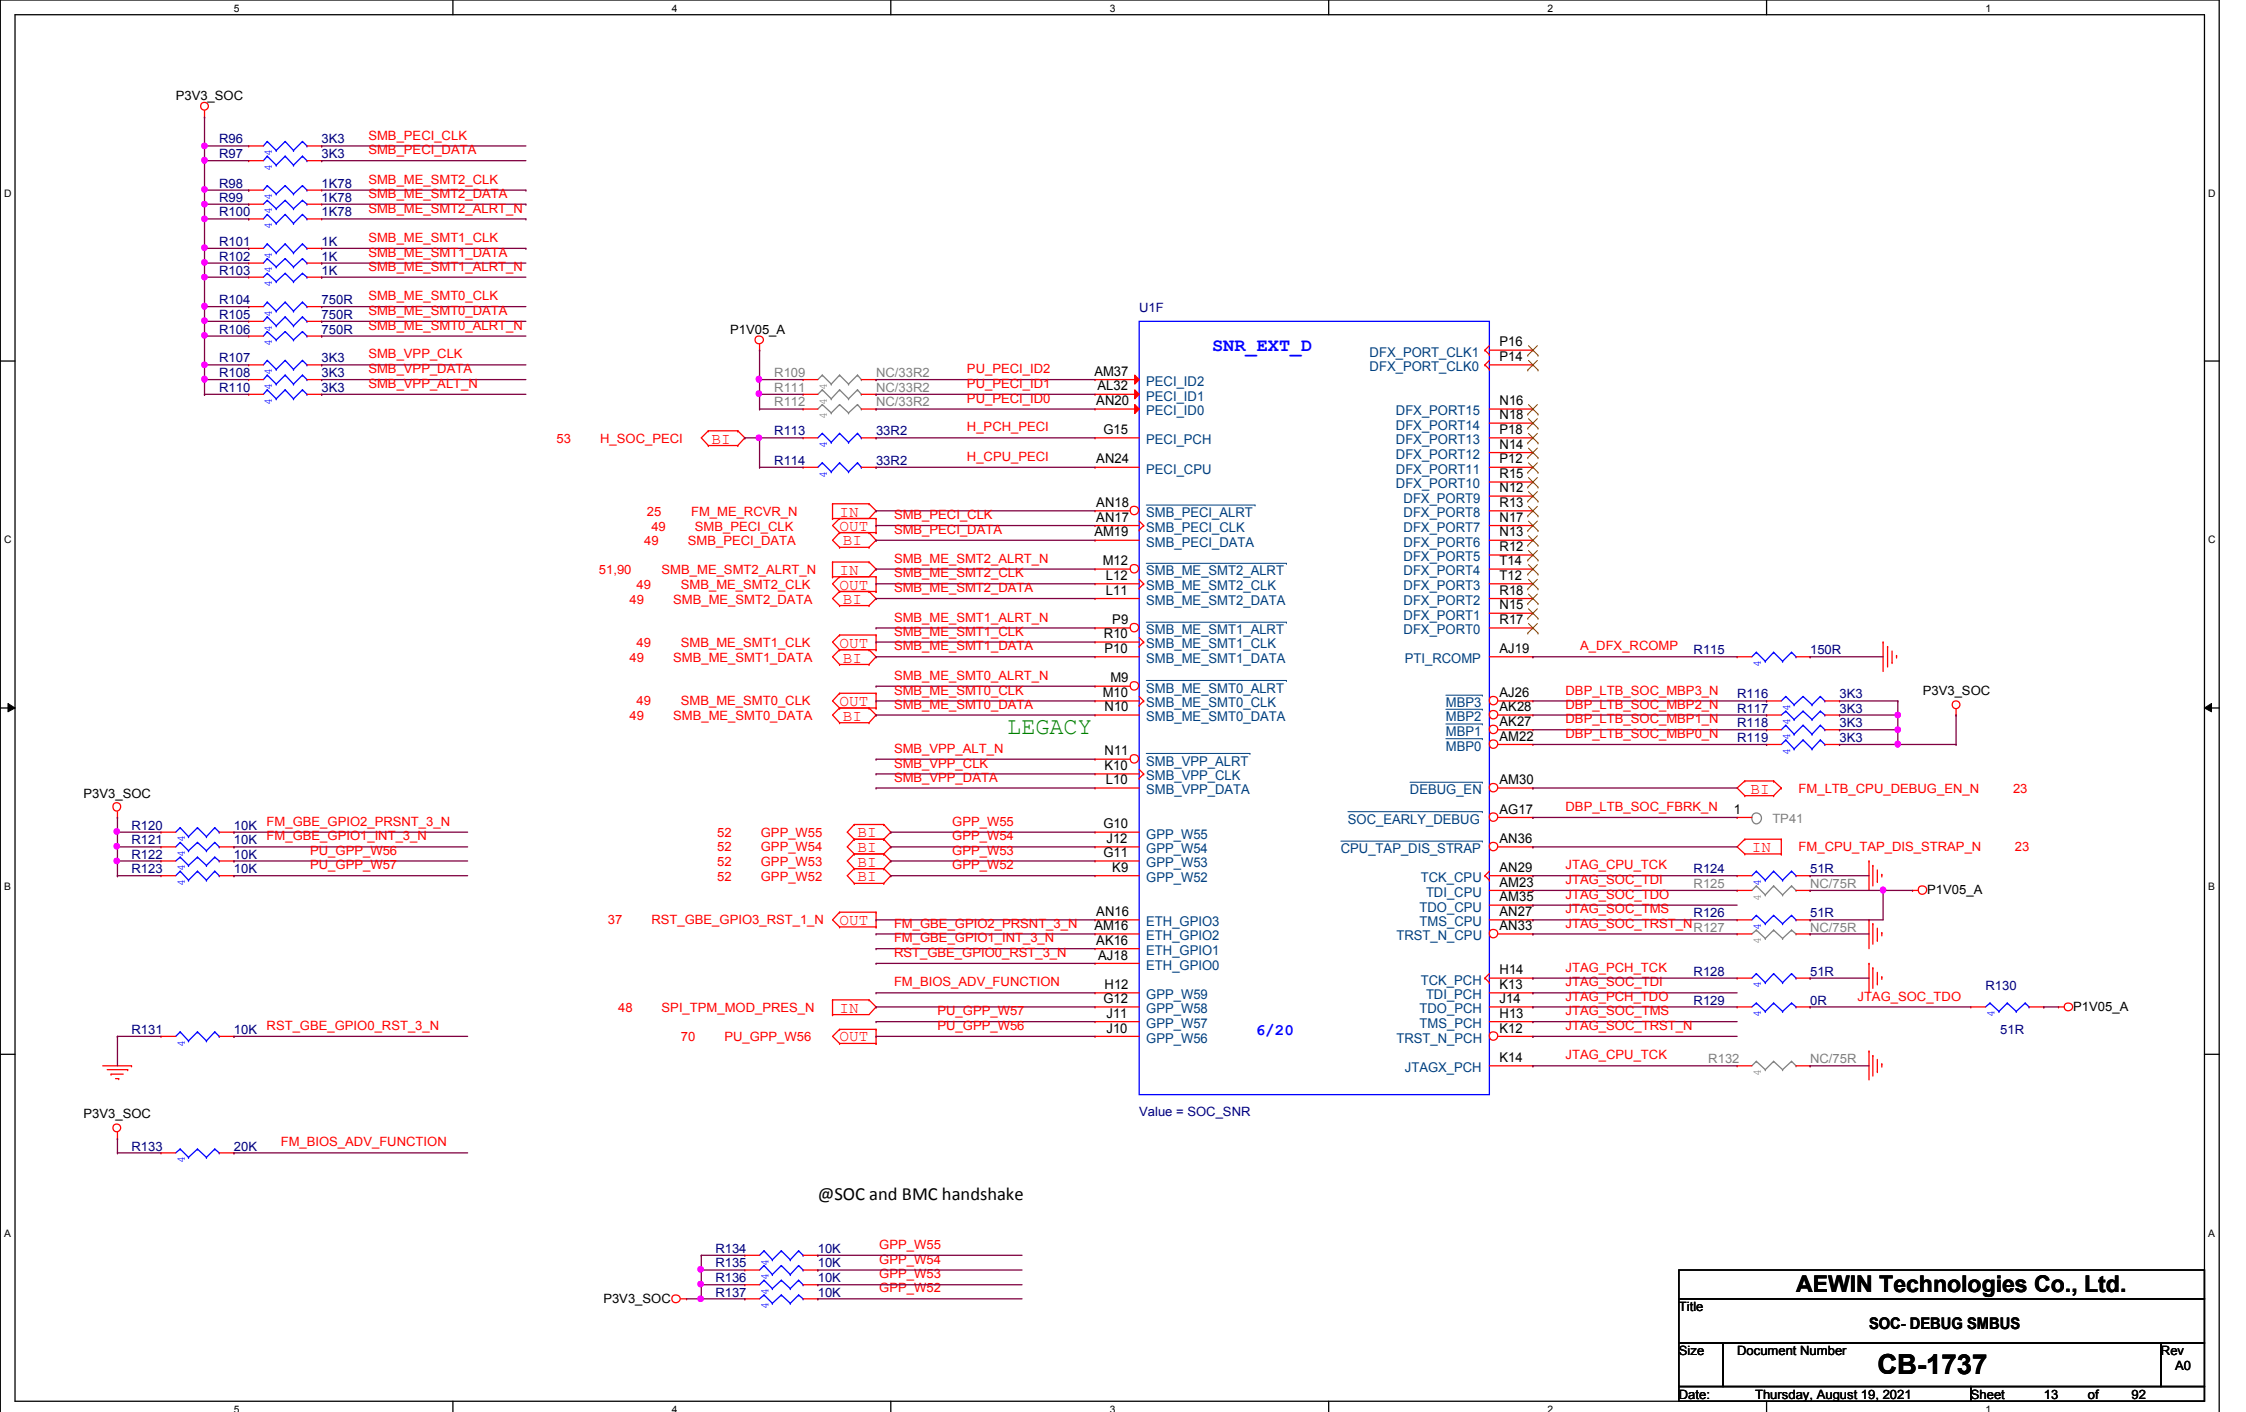 5 4 3 2 1
D
C
B
A
P3V3_SOC
R96 3K3 SMB_PECI_CLK
R97 3K3 SMB_PECI_DATA
R98 1K78 SMB_ME_SMT2_CLK
R99 1K78 SMB_ME_SMT2_DATA
R100 1K78 SMB_ME_SMT2_ALRT_N
R101 1K SMB_ME_SMT1_CLK
R102 1K SMB_ME_SMT1_DATA
R103 1K SMB_ME_SMT1_ALRT_N
R104 750R SMB_ME_SMT0_CLK
R105 750R SMB_ME_SMT0_DATA
R106 750R SMB_ME_SMT0_ALRT_N
R107 3K3 SMB_VPP_CLK
R108 3K3 SMB_VPP_DATA
R110 3K3 SMB_VPP_ALT_N
P3V3_SOC
R120 10K FM_GBE_GPIO2_PRSNT_3_N
R121 10K FM_GBE_GPIO1_INT_3_N
R122 10K PU_GPP_W56
R123 10K PU_GPP_W57
R131 10K RST_GBE_GPIO0_RST_3_N
P3V3_SOC
R133 20K FM_BIOS_ADV_FUNCTION
U1F
SNR_EXT_D
P1V05_A
R109 NC/33R2 PU_PECI_ID2 AM37 PECI_ID2
R111 NC/33R2 PU_PECI_ID1 AL32 PECI_ID1
R112 NC/33R2 PU_PECI_ID0 AN20 PECI_ID0
53 H_SOC_PECI BI R113 33R2 H_PCH_PECI G15 PECI_PCH
R114 33R2 H_CPU_PECI AN24 PECI_CPU
25 FM_ME_RCVR_N IN AN18 SMB_PECI_ALRT
49 SMB_PECI_CLK OUT SMB_PECI_CLK AN17 SMB_PECI_CLK
49 SMB_PECI_DATA BI SMB_PECI_DATA AM19 SMB_PECI_DATA
51,90 SMB_ME_SMT2_ALRT_N IN SMB_ME_SMT2_ALRT_N M12 SMB_ME_SMT2_ALRT
49 SMB_ME_SMT2_CLK OUT SMB_ME_SMT2_CLK L12 SMB_ME_SMT2_CLK
49 SMB_ME_SMT2_DATA BI SMB_ME_SMT2_DATA L11 SMB_ME_SMT2_DATA
SMB_ME_SMT1_ALRT_N P9 SMB_ME_SMT1_ALRT
49 SMB_ME_SMT1_CLK OUT SMB_ME_SMT1_CLK R10 SMB_ME_SMT1_CLK
49 SMB_ME_SMT1_DATA BI SMB_ME_SMT1_DATA P10 SMB_ME_SMT1_DATA
SMB_ME_SMT0_ALRT_N M9 SMB_ME_SMT0_ALRT
49 SMB_ME_SMT0_CLK OUT SMB_ME_SMT0_CLK M10 SMB_ME_SMT0_CLK
49 SMB_ME_SMT0_DATA BI SMB_ME_SMT0_DATA N10 SMB_ME_SMT0_DATA
LEGACY
SMB_VPP_ALT_N N11 SMB_VPP_ALRT
SMB_VPP_CLK K10 SMB_VPP_CLK
SMB_VPP_DATA L10 SMB_VPP_DATA
52 GPP_W55 BI GPP_W55 G10 GPP_W55
52 GPP_W54 BI GPP_W54 J12 GPP_W54
52 GPP_W53 BI GPP_W53 G11 GPP_W53
52 GPP_W52 BI GPP_W52 K9 GPP_W52
37 RST_GBE_GPIO3_RST_1_N OUT AN16 ETH_GPIO3
FM_GBE_GPIO2_PRSNT_3_N AM16 ETH_GPIO2
FM_GBE_GPIO1_INT_3_N AK16 ETH_GPIO1
RST_GBE_GPIO0_RST_3_N AJ18 ETH_GPIO0
FM_BIOS_ADV_FUNCTION H12 GPP_W59
48 SPI_TPM_MOD_PRES_N IN G12 GPP_W58
PU_GPP_W57 J11 GPP_W57
70 PU_GPP_W56 OUT PU_GPP_W56 J10 GPP_W56
6/20
Value = SOC_SNR
DFX_PORT_CLK1 P16
DFX_PORT_CLK0 P14
DFX_PORT15 N16
DFX_PORT14 N18
DFX_PORT13 P18
DFX_PORT12 N14
DFX_PORT11 P12
DFX_PORT10 R15
DFX_PORT9 N12
DFX_PORT8 R13
DFX_PORT7 N17
DFX_PORT6 N13
DFX_PORT5 R12
DFX_PORT4 T14
DFX_PORT3 T12
DFX_PORT2 R18
DFX_PORT1 N15
DFX_PORT0 R17
PTI_RCOMP AJ19 A_DFX_RCOMP R115 150R
P3V3_SOC
MBP3 AJ26 DBP_LTB_SOC_MBP3_N R116 3K3
MBP2 AK28 DBP_LTB_SOC_MBP2_N R117 3K3
MBP1 AK27 DBP_LTB_SOC_MBP1_N R118 3K3
MBP0 AM22 DBP_LTB_SOC_MBP0_N R119 3K3
DEBUG_EN AM30 BI FM_LTB_CPU_DEBUG_EN_N 23
SOC_EARLY_DEBUG AG17 DBP_LTB_SOC_FBRK_N 1 TP41
CPU_TAP_DIS_STRAP AN36 IN FM_CPU_TAP_DIS_STRAP_N 23
TCK_CPU AN29 JTAG_CPU_TCK R124 51R
TDI_CPU AM23 JTAG_SOC_TDI R125 NC/75R P1V05_A
TDO_CPU AM35 JTAG_SOC_TDO
TMS_CPU AN27 JTAG_SOC_TMS R126 51R
TRST_N_CPU AN33 JTAG_SOC_TRST_N R127 NC/75R
TCK_PCH H14 JTAG_PCH_TCK R128 51R
TDI_PCH K13 JTAG_SOC_TDI
TDO_PCH J14 JTAG_PCH_TDO R129 0R JTAG_SOC_TDO R130 51R P1V05_A
TMS_PCH H13 JTAG_SOC_TMS
TRST_N_PCH K12 JTAG_SOC_TRST_N
JTAGX_PCH K14 JTAG_CPU_TCK R132 NC/75R
@SOC and BMC handshake
R134 10K GPP_W55
R135 10K GPP_W54
R136 10K GPP_W53
P3V3_SOC R137 10K GPP_W52
AEWIN Technologies Co., Ltd.
Title
SOC- DEBUG SMBUS
Size Document Number Rev
CB-1737 A0
Date: Thursday, August 19, 2021 Sheet 13 of 92
D
C
B
A
5 4 3 2 1